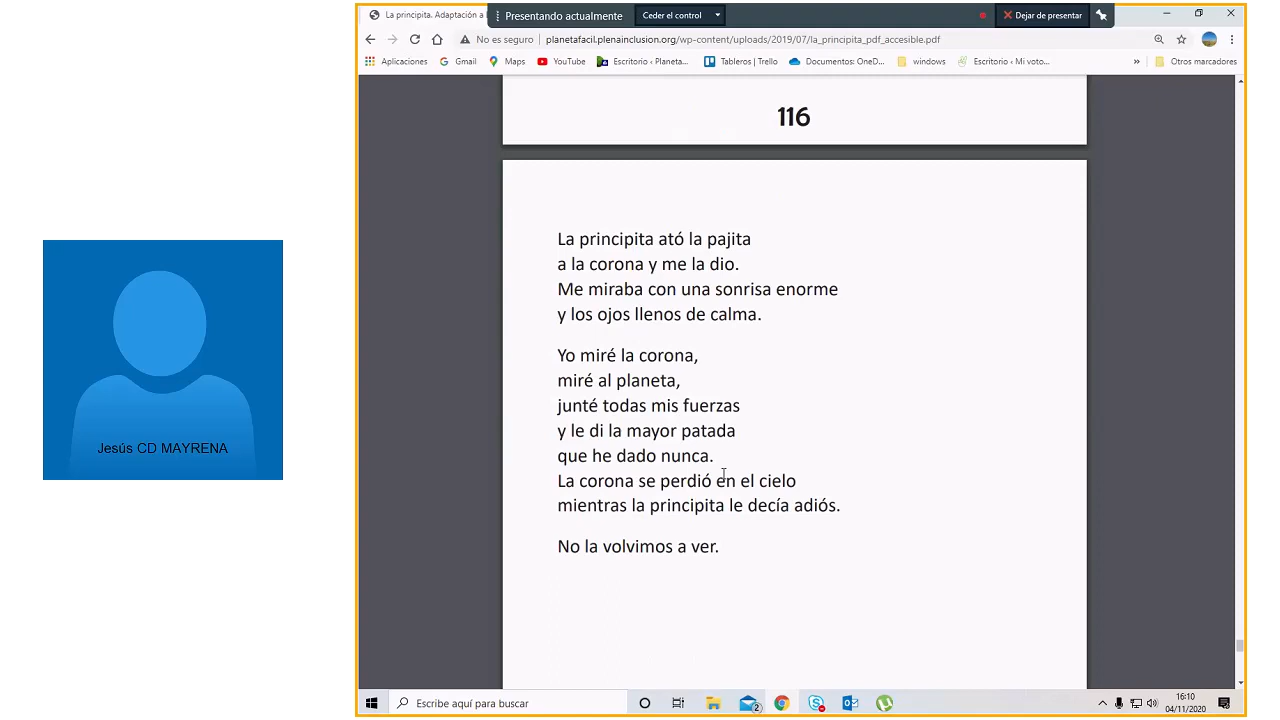 La principita. Adaptación a
Presentando actualmente
Ceder el control
Dejar de presentar
No es seguro
planetafacil.plenainclusion.org/wp-content/uploads/2019/07/la_principita_pdf_accesible.pdf
Aplicaciones
Gmail
Maps
YouTube
Escritorio ‹ Planeta...
Tableros | Trello
Documentos: OneD...
windows
Escritorio ‹ Mi voto...
»
Otros marcadores
116
La principita ató la pajita
a la corona y me la dio.
Me miraba con una sonrisa enorme
y los ojos llenos de calma.
Yo miré la corona,
miré al planeta,
junté todas mis fuerzas
y le di la mayor patada
que he dado nunca.
La corona se perdió en el cielo
mientras la principita le decía adiós.
No la volvimos a ver.
Jesús CD MAYRENA
Escribe aquí para buscar
2
16:10
04/11/2020